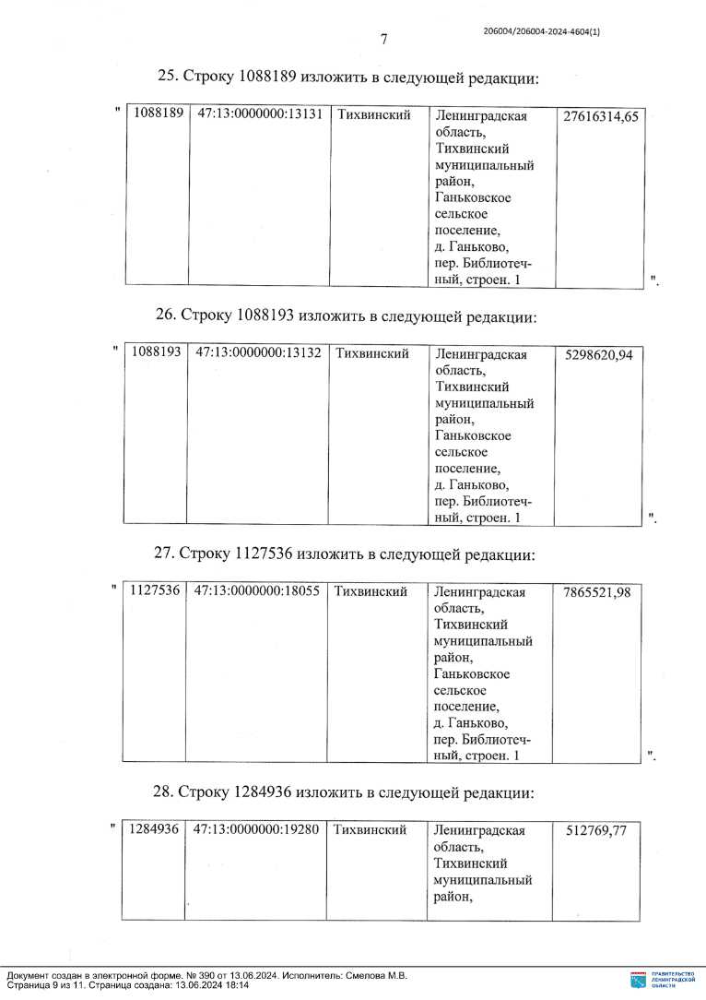 206004/206004-2024-4604(1)
7
25. Строку 1088189 изложить в следующей редакции:
" 1088189 47:13:0000000:13131 Тихвинский Ленинградская 27616314,65
область,
Тихвинский
муниципальный
район,
Ганьковское
сельское
поселение,
д. Ганьково,
пер. Библиотеч-
ный, строен. 1 ".
26. Строку 1088193 изложить в следующей редакции:
" 1088193 47:13:0000000:13132 Тихвинский Ленинградская 5298620,94
область,
Тихвинский
муниципальный
район,
Ганьковское
сельское
поселение,
д. Ганьково,
пер. Библиотеч-
ный, строен. 1 ".
27. Строку 1127536 изложить в следующей редакции:
" 1127536 47:13:0000000:18055 Тихвинский Ленинградская 7865521,98
область,
Тихвинский
муниципальный
район,
Ганьковское
сельское
поселение,
д. Ганьково,
пер. Библиотеч-
ный, строен. 1 ".
28. Строку 1284936 изложить в следующей редакции:
" 1284936 47:13:0000000:19280 Тихвинский Ленинградская 512769,77
область,
Тихвинский
муниципальный
район,
Документ создан в электронной форме. № 390 от 13.06.2024. Исполнитель: Смелова М.В.
Страница 9 из 11. Страница создана: 13.06.2024 18:14
ПРАВИТЕЛЬСТВО
ЛЕНИНГРАДСКОЙ
ОБЛАСТИ